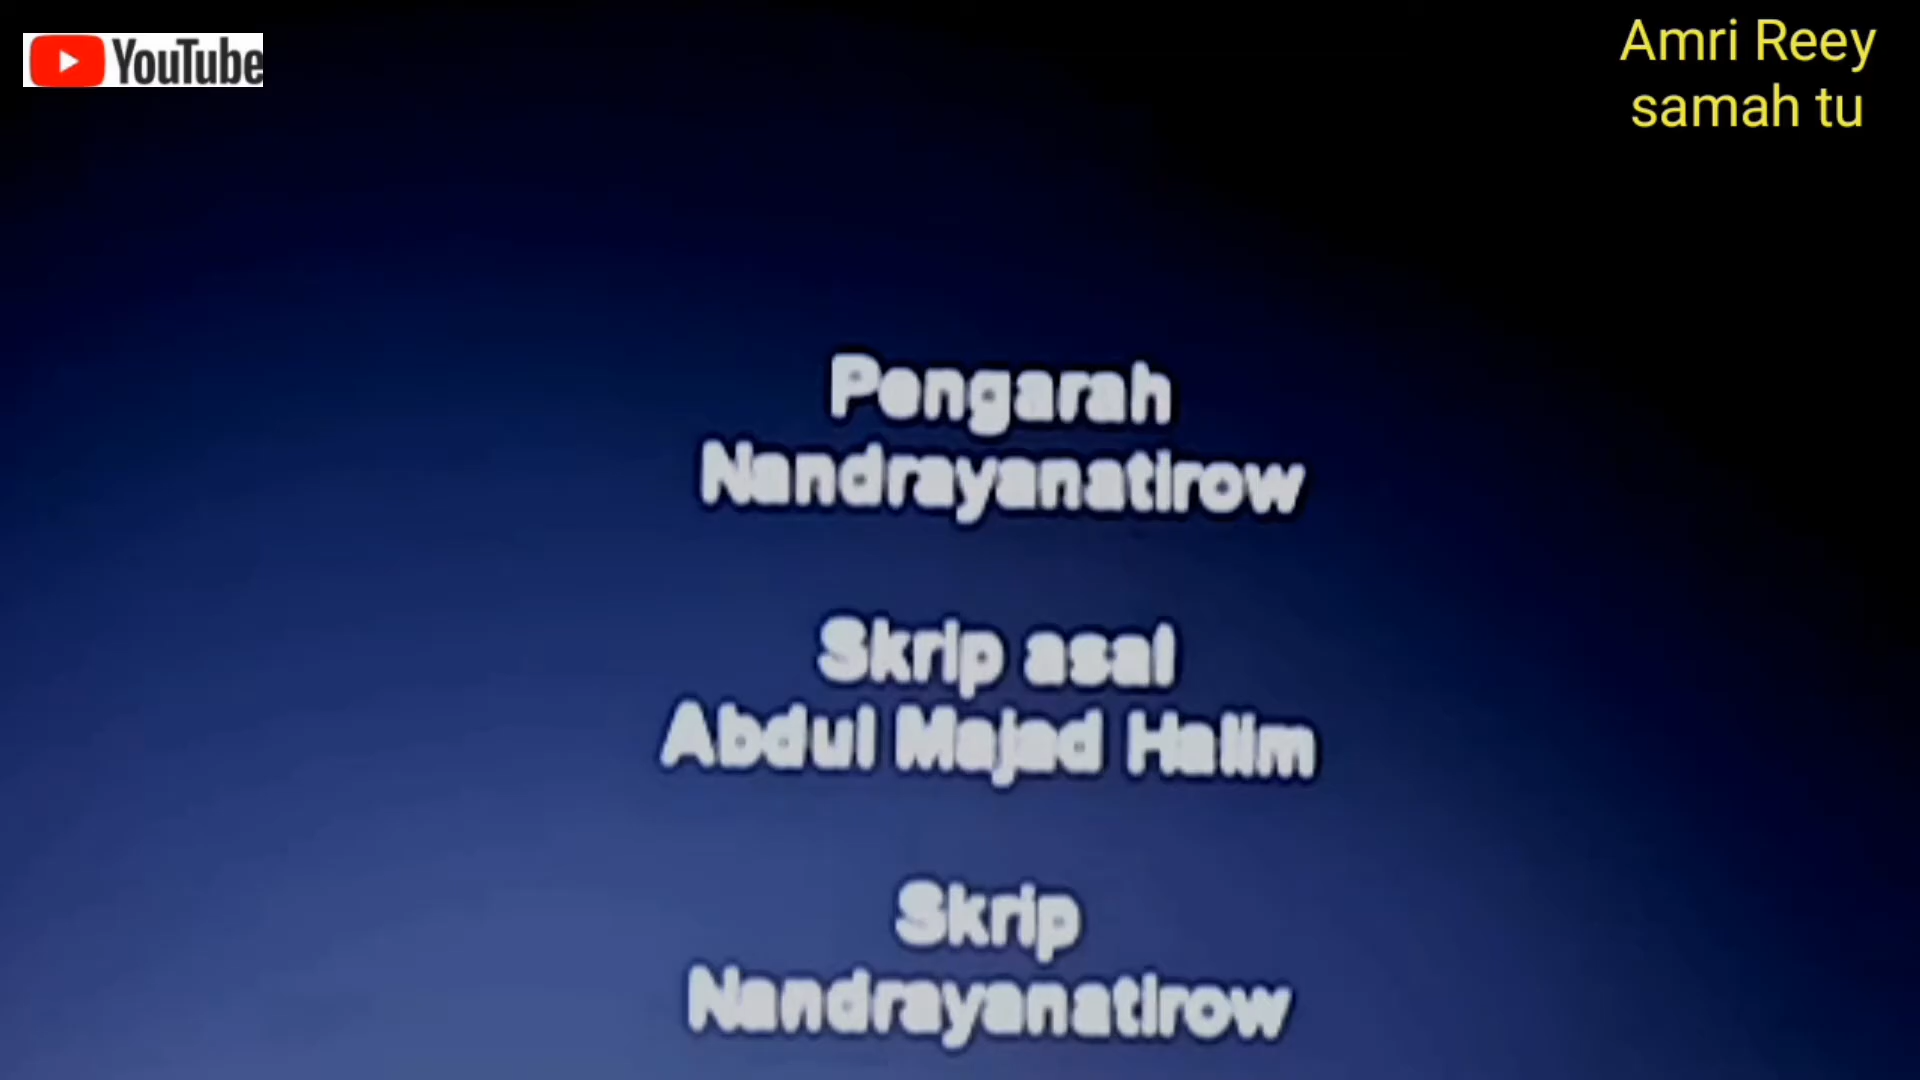 YouTube
Amri Reey
samah tu
Pengarah
Nandrayanatirow
Skrip asal
Abdul Majad Halim
Skrip
Nandrayanatirow